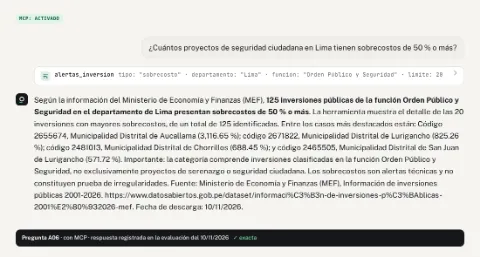 MCP: ACTIVADO
¿Cuántos proyectos de seguridad ciudadana en Lima tienen sobrecostos de 50 % o más?
alertas_inversion tipo: "sobrecosto" · departamento: "Lima" · funcion: "Orden Público y Seguridad" · limite: 20
Según la información del Ministerio de Economía y Finanzas (MEF), 125 inversiones públicas de la función Orden Público y
Seguridad en el departamento de Lima presentan sobrecostos de 50 % o más. La herramienta muestra el detalle de las 20
inversiones con mayores sobrecostos, de un total de 125 identificadas. Entre los casos más destacados están: Código
2655674, Municipalidad Distrital de Aucallama (3,116.65 %); código 2671822, Municipalidad Distrital de Lurigancho (825.26
%); código 2481013, Municipalidad Distrital de Chorrillos (688.45 %); y código 2465505, Municipalidad Distrital de San Juan
de Lurigancho (571.72 %). Importante: la categoría comprende inversiones clasificadas en la función Orden Público y
Seguridad, no exclusivamente proyectos de serenazgo o seguridad ciudadana. Los sobrecostos son alertas técnicas y no
constituyen prueba de irregularidades. Fuente: Ministerio de Economía y Finanzas (MEF), Información de inversiones
públicas 2001-2026, https://www.datosabiertos.gob.pe/dataset/informaci%C3%B3n-de-inversiones-p%C3%BAblicas-
2001%E2%80%932026-mef. Fecha de descarga: 10/11/2026.
Pregunta A06 · con MCP · respuesta registrada en la evaluación del 10/11/2026 ✓ exacta